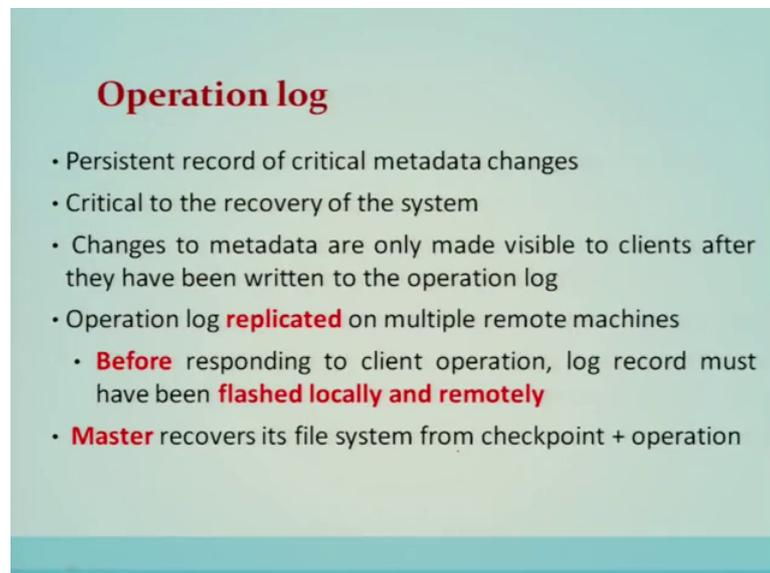 Operation log
• Persistent record of critical metadata changes
• Critical to the recovery of the system
• Changes to metadata are only made visible to clients after
they have been written to the operation log
• Operation log replicated on multiple remote machines
• Before responding to client operation, log record must
have been flashed locally and remotely
• Master recovers its file system from checkpoint + operation